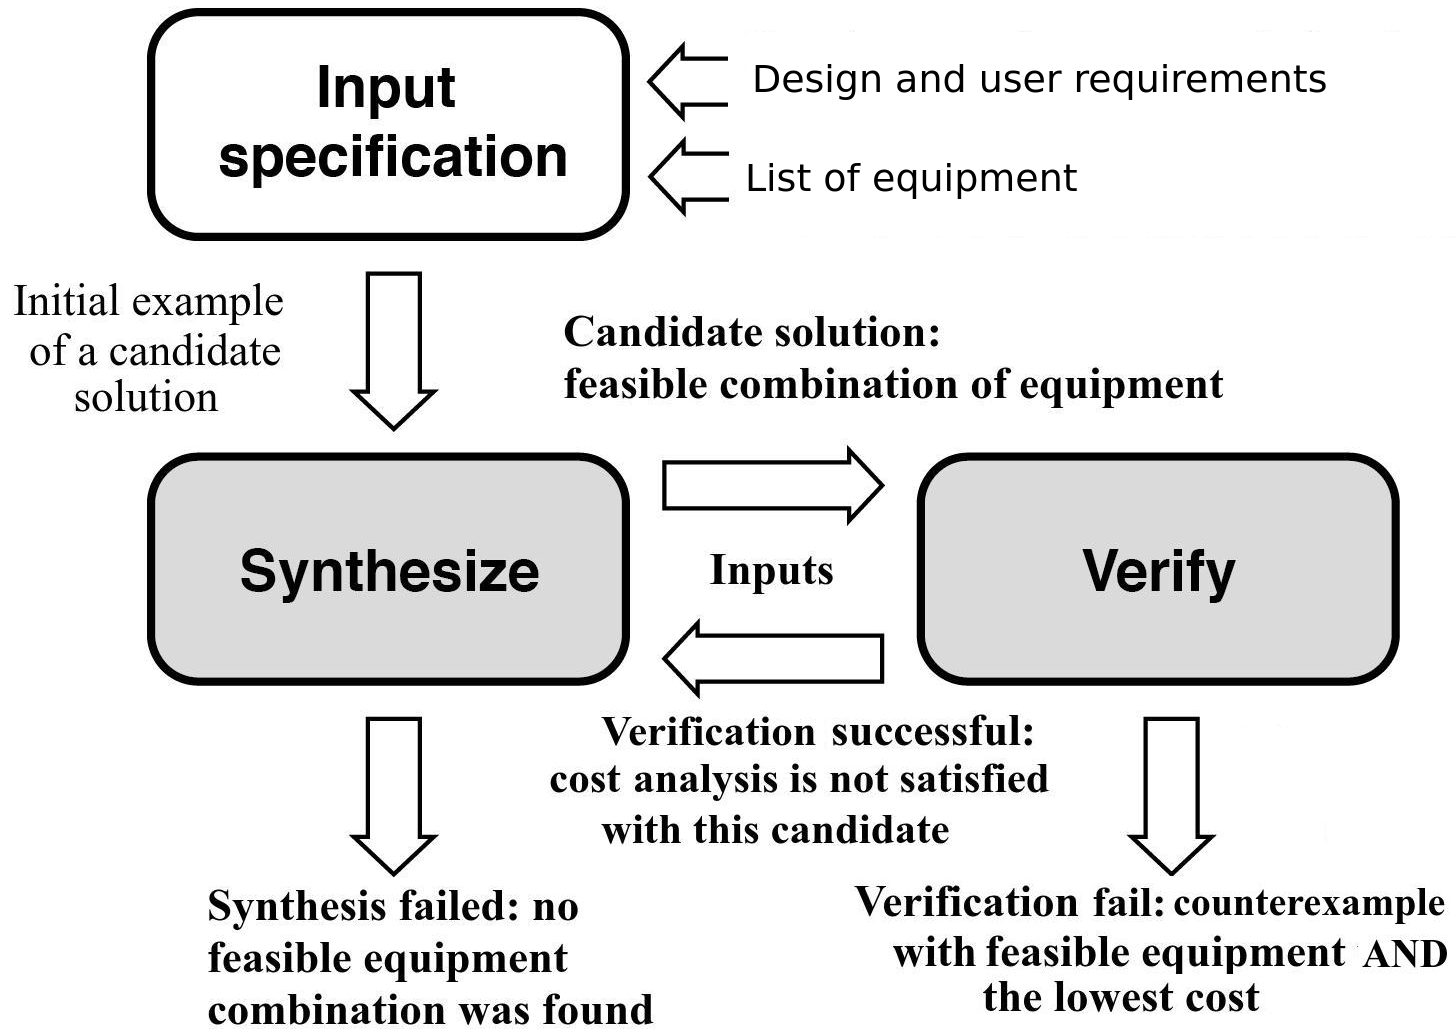 Input
specification
Design and user requirements
List of equipment
Initial example
of a candidate
solution
Candidate solution:
feasible combination of equipment
Synthesize
Inputs
Verify
Verification successful:
cost analysis is not satisfied
with this candidate
Synthesis failed: no
feasible equipment
combination was found
Verification fail: counterexample
with feasible equipment AND
the lowest cost